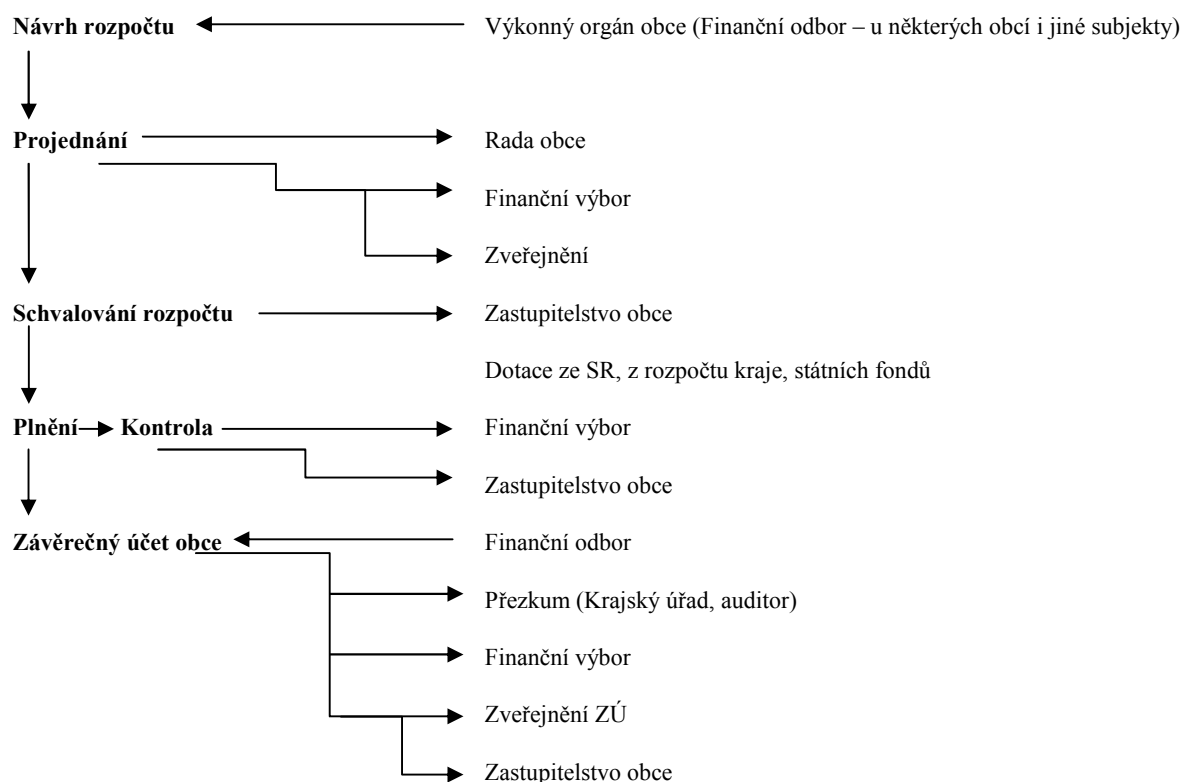 Návrh rozpočtu Výkonný orgán obce (Finanční odbor – u některých obcí i jiné subjekty)
Projednání Rada obce
Finanční výbor
Zveřejnění
Schvalování rozpočtu Zastupitelstvo obce
Dotace ze SR, z rozpočtu kraje, státních fondů
Plnění Kontrola Finanční výbor
Zastupitelstvo obce
Závěrečný účet obce Finanční odbor
Přezkum (Krajský úřad, auditor)
Finanční výbor
Zveřejnění ZÚ
Zastupitelstvo obce